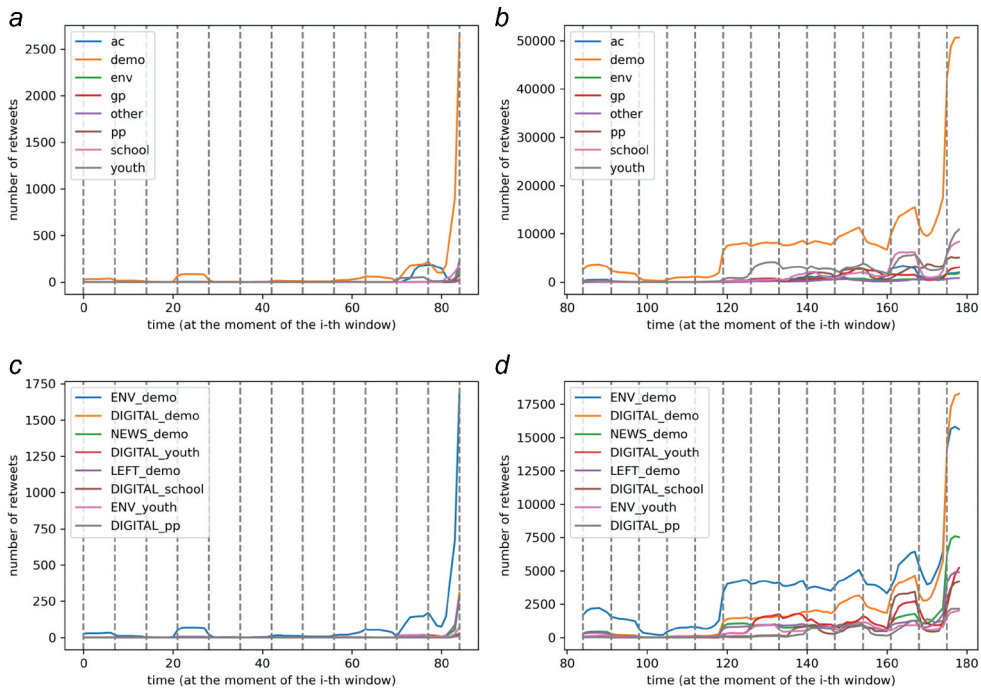 a
2500
2000
1500
1000
500
0
number of retweets
ac
demo
env
gp
other
pp
school
youth
0 20 40 60 80
time (at the moment of the i-th window)
b
50000
40000
30000
20000
10000
0
number of retweets
ac
demo
env
gp
other
pp
school
youth
80 100 120 140 160 180
time (at the moment of the i-th window)
c
1750
1500
1250
1000
750
500
250
0
number of retweets
ENV_demo
DIGITAL_demo
NEWS_demo
DIGITAL_youth
LEFT_demo
DIGITAL_school
ENV_youth
DIGITAL_pp
0 20 40 60 80
time (at the moment of the i-th window)
d
17500
15000
12500
10000
7500
5000
2500
0
number of retweets
ENV_demo
DIGITAL_demo
NEWS_demo
DIGITAL_youth
LEFT_demo
DIGITAL_school
ENV_youth
DIGITAL_pp
80 100 120 140 160 180
time (at the moment of the i-th window)